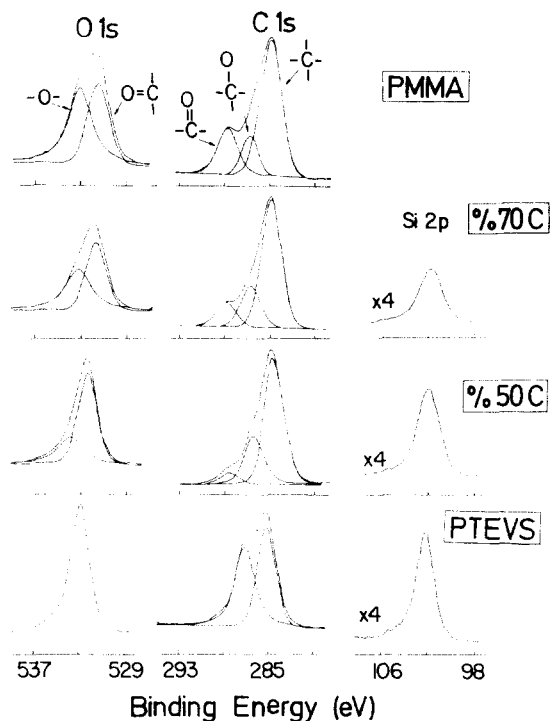 O 1s
C 1s
-O-
O=C
O
-C-
O
-C-
-C-
PMMA
Si 2p
%70C
x4
%50C
x4
PTEVS
x4
537
529
293
285
106
98
Binding Energy (eV)